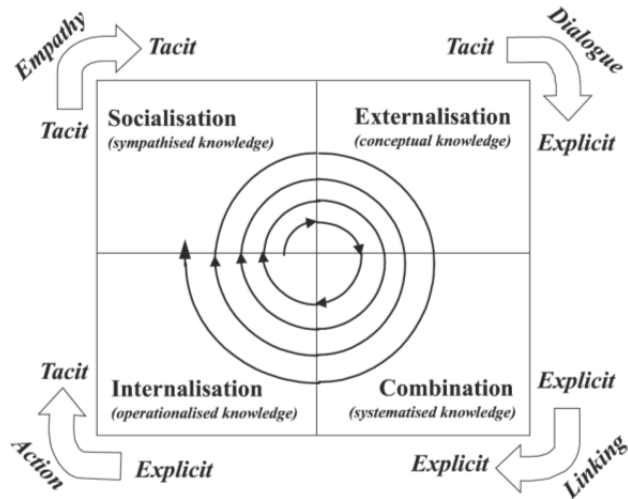 Empathy
Tacit
Tacit
Dialogue
Tacit
Explicit
Socialisation
(sympathised knowledge)
Externalisation
(conceptual knowledge)
Internalisation
(operationalised knowledge)
Combination
(systematised knowledge)
Tacit
Action
Explicit
Explicit
Explicit
Linking